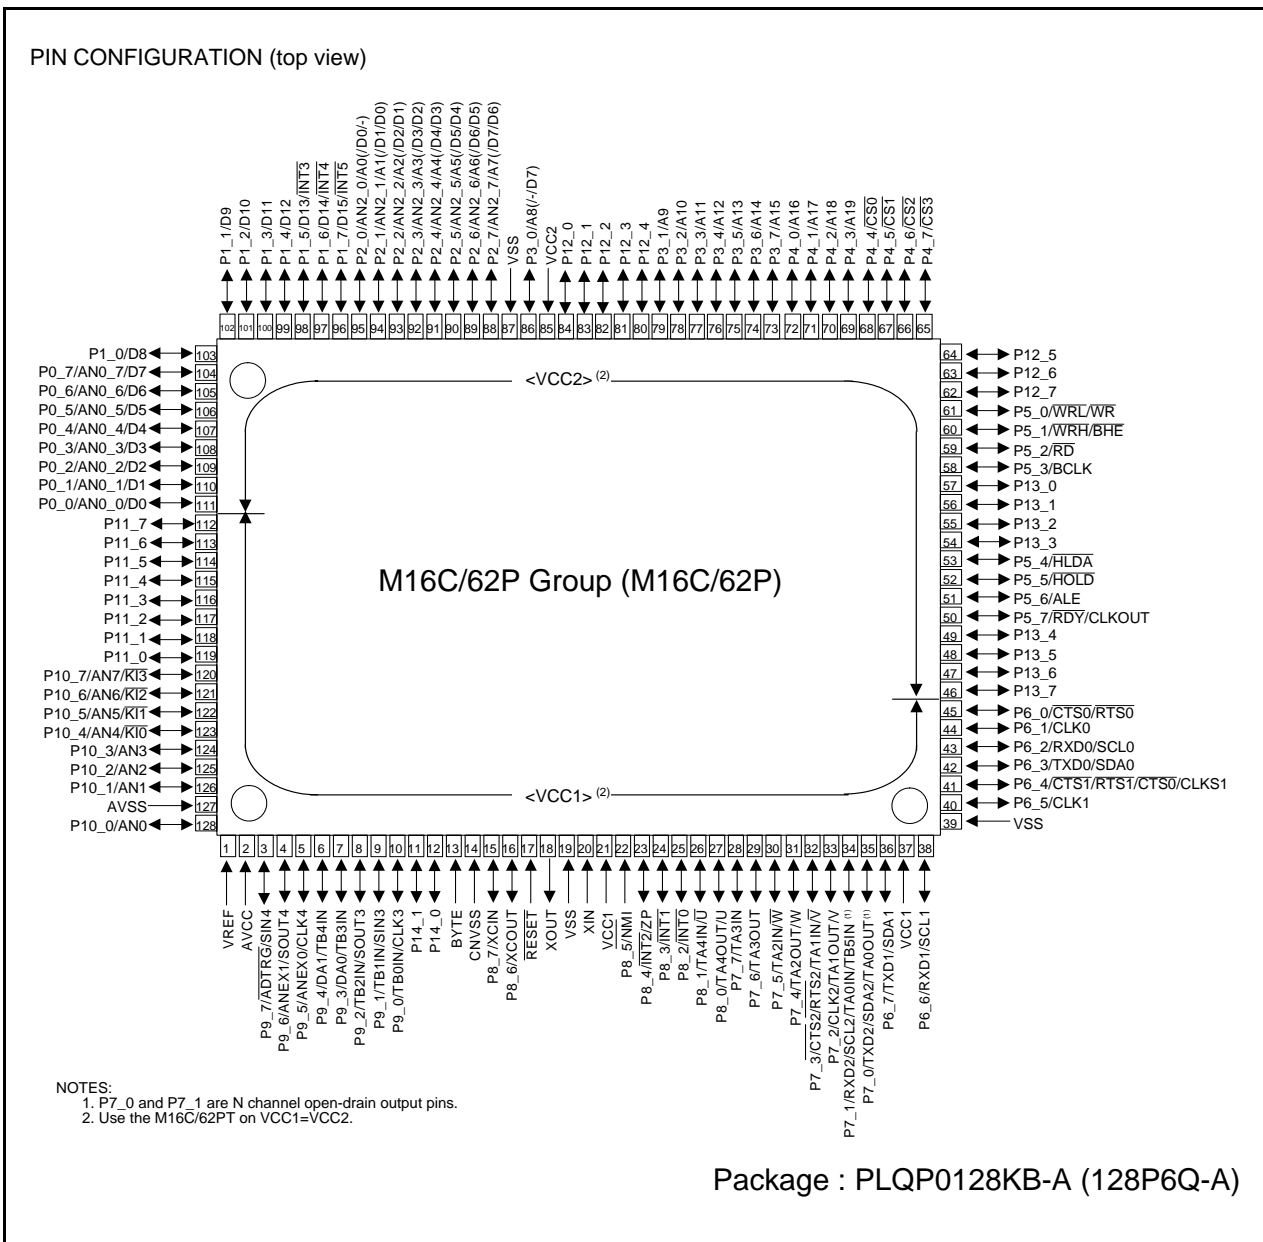 PIN CONFIGURATION (top view)
P1_1/D9
P1_2/D10
P1_3/D11
P1_4/D12
P1_5/D13/INT3
P1_6/D14/INT4
P1_7/D15/INT5
P2_0/AN2_0/A0(/D0/-)
P2_1/AN2_1/A1(/D1/D0)
P2_2/AN2_2/A2(/D2/D1)
P2_3/AN2_3/A3(/D3/D2)
P2_4/AN2_4/A4(/D4/D3)
P2_5/AN2_5/A5(/D5/D4)
P2_6/AN2_6/A6(/D6/D5)
P2_7/AN2_7/A7(/D7/D6)
VSS
P3_0/A8(/-/D7)
VCC2
P12_0
P12_1
P12_2
P12_3
P12_4
P3_1/A9
P3_2/A10
P3_3/A11
P3_4/A12
P3_5/A13
P3_6/A14
P3_7/A15
P4_0/A16
P4_1/A17
P4_2/A18
P4_3/A19
P4_4/CS0
P4_5/CS1
P4_6/CS2
P4_7/CS3
102 101 100 99 98 97 96 95 94 93 92 91 90 89 88 87 86 85 84 83 82 81 80 79 78 77 76 75 74 73 72 71 70 69 68 67 66 65
P1_0/D8 103
P0_7/AN0_7/D7 104
P0_6/AN0_6/D6 105
P0_5/AN0_5/D5 106
P0_4/AN0_4/D4 107
P0_3/AN0_3/D3 108
P0_2/AN0_2/D2 109
P0_1/AN0_1/D1 110
P0_0/AN0_0/D0 111
P11_7 112
P11_6 113
P11_5 114
P11_4 115
P11_3 116
P11_2 117
P11_1 118
P11_0 119
P10_7/AN7/KI3 120
P10_6/AN6/KI2 121
P10_5/AN5/KI1 122
P10_4/AN4/KI0 123
P10_3/AN3 124
P10_2/AN2 125
P10_1/AN1 126
AVSS 127
P10_0/AN0 128
<VCC2> (2)
M16C/62P Group (M16C/62P)
<VCC1> (2)
64 P12_5
63 P12_6
62 P12_7
61 P5_0/WRL/WR
60 P5_1/WRH/BHE
59 P5_2/RD
58 P5_3/BCLK
57 P13_0
56 P13_1
55 P13_2
54 P13_3
53 P5_4/HLDA
52 P5_5/HOLD
51 P5_6/ALE
50 P5_7/RDY/CLKOUT
49 P13_4
48 P13_5
47 P13_6
46 P13_7
45 P6_0/CTS0/RTS0
44 P6_1/CLK0
43 P6_2/RXD0/SCL0
42 P6_3/TXD0/SDA0
41 P6_4/CTS1/RTS1/CTS0/CLKS1
40 P6_5/CLK1
39 VSS
1 2 3 4 5 6 7 8 9 10 11 12 13 14 15 16 17 18 19 20 21 22 23 24 25 26 27 28 29 30 31 32 33 34 35 36 37 38
VREF
AVCC
P9_7/ADTRG/SIN4
P9_6/ANEX1/SOUT4
P9_5/ANEX0/CLK4
P9_4/DA1/TB4IN
P9_3/DA0/TB3IN
P9_2/TB2IN/SOUT3
P9_1/TB1IN/SIN3
P9_0/TB0IN/CLK3
P14_1
P14_0
BYTE
CNVSS
P8_7/XCIN
P8_6/XCOUT
RESET
XOUT
VSS
XIN
VCC1
P8_5/NMI
P8_4/INT2/ZP
P8_3/INT1
P8_2/INT0
P8_1/TA4IN/U
P8_0/TA4OUT/U
P7_7/TA3IN
P7_6/TA3OUT
P7_5/TA2IN/W
P7_4/TA2OUT/W
P7_3/CTS2/RTS2/TA1IN/V
P7_2/CLK2/TA1OUT/V
P7_1/RXD2/SCL2/TA0IN/TB5IN (1)
P7_0/TXD2/SDA2/TA0OUT (1)
P6_7/TXD1/SDA1
VCC1
P6_6/RXD1/SCL1
NOTES:
1. P7_0 and P7_1 are N channel open-drain output pins.
2. Use the M16C/62PT on VCC1=VCC2.
Package : PLQP0128KB-A (128P6Q-A)